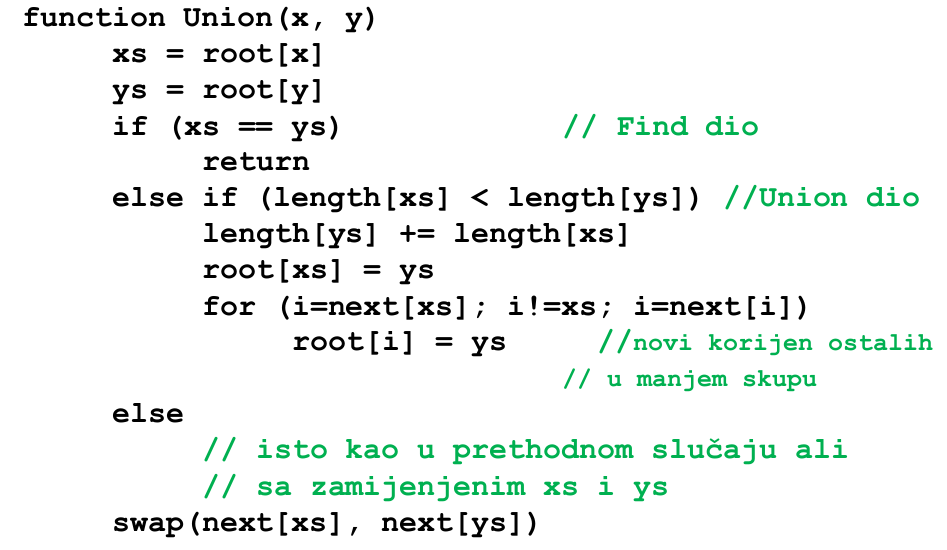 function Union(x, y)
xs = root[x]
ys = root[y]
if (xs == ys) // Find dio
return
else if (length[xs] < length[ys]) //Union dio
length[ys] += length[xs]
root[xs] = ys
for (i=next[xs]; i!=xs; i=next[i])
root[i] = ys //novi korijen ostalih
// u manjem skupu
else
// isto kao u prethodnom slučaju ali
// sa zamijenjenim xs i ys
swap(next[xs], next[ys])